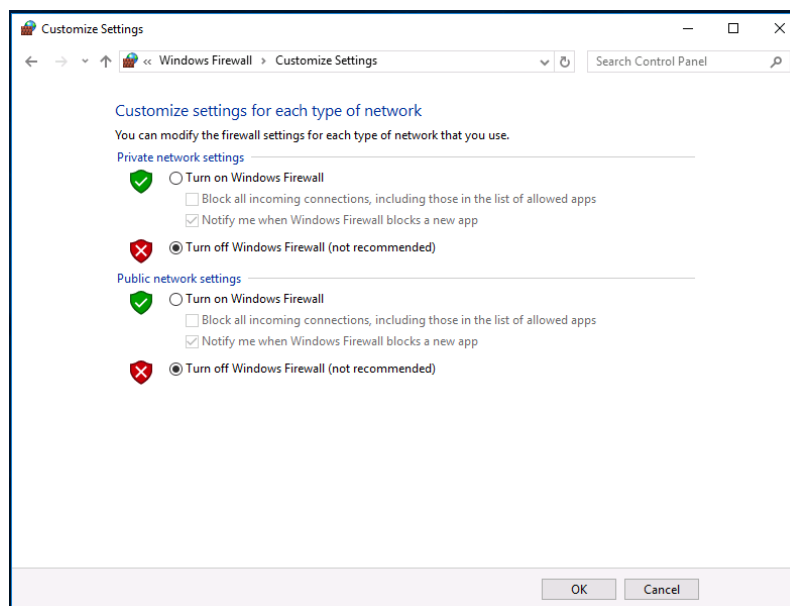 Customize Settings
« Windows Firewall › Customize Settings
Search Control Panel
Customize settings for each type of network
You can modify the firewall settings for each type of network that you use.
Private network settings
Turn on Windows Firewall
Block all incoming connections, including those in the list of allowed apps
Notify me when Windows Firewall blocks a new app
Turn off Windows Firewall (not recommended)
Public network settings
Turn on Windows Firewall
Block all incoming connections, including those in the list of allowed apps
Notify me when Windows Firewall blocks a new app
Turn off Windows Firewall (not recommended)
OK
Cancel